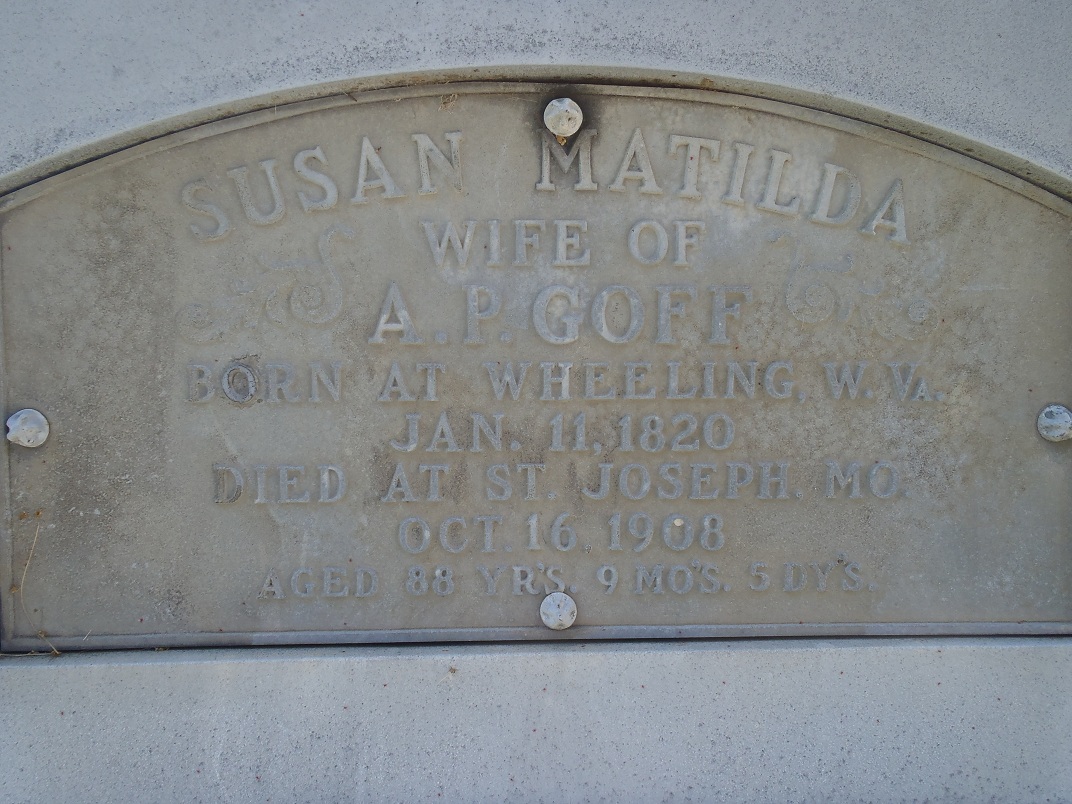 SUSAN MATILDA
WIFE OF
A. P. GOFF
BORN AT WHEELING, W. VA.
JAN. 11, 1820
DIED AT ST. JOSEPH. MO.
OCT. 16, 1908
AGED 88 YR'S. 9 MO'S. 5 DY'S.